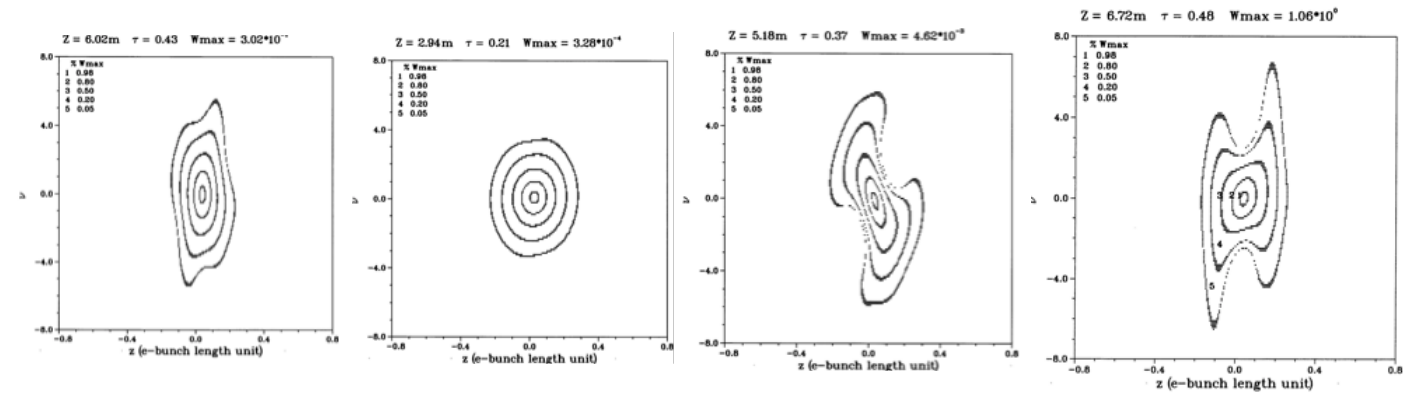 Z = 6.02m τ = 0.43 Wmax = 3.02*10
8.0
% Wmax
1 0.98
2 0.80
3 0.50
4 0.20
5 0.05
4.0
ν 0.0
-4.0
-8.0
-0.8 -0.4 0.0 0.4 0.8
z (e-bunch length unit)
Z = 2.94m τ = 0.21 Wmax = 3.28*10⁻⁴
8.0
% Wmax
1 0.98
2 0.80
3 0.50
4 0.20
5 0.05
4.0
ν 0.0
-4.0
-8.0
-0.8 -0.4 0.0 0.4 0.8
z (e-bunch length unit)
Z = 5.18m τ = 0.37 Wmax = 4.62*10⁻³
8.0
% Wmax
1 0.98
2 0.80
3 0.50
4 0.20
5 0.05
4.0
ν 0.0
-4.0
-8.0
-0.8 -0.4 0.0 0.4 0.8
z (e-bunch length unit)
Z = 6.72m τ = 0.48 Wmax = 1.06*10⁰
8.0
% Wmax
1 0.98
2 0.80
3 0.50
4 0.20
5 0.05
4.0
ν 0.0
3 2
4
5
-4.0
-8.0
-0.8 -0.4 0.0 0.4 0.8
z (e-bunch length unit)